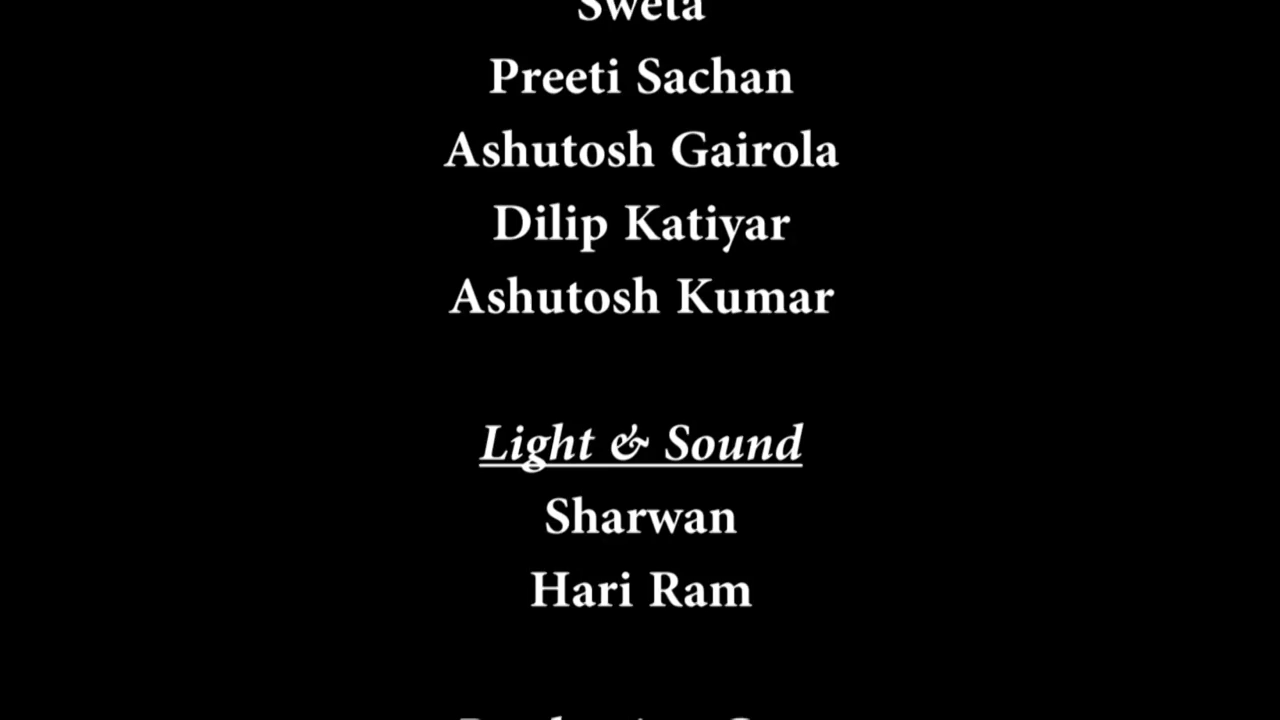 Sweta
Preeti Sachan
Ashutosh Gairola
Dilip Katiyar
Ashutosh Kumar
Light & Sound
Sharwan
Hari Ram